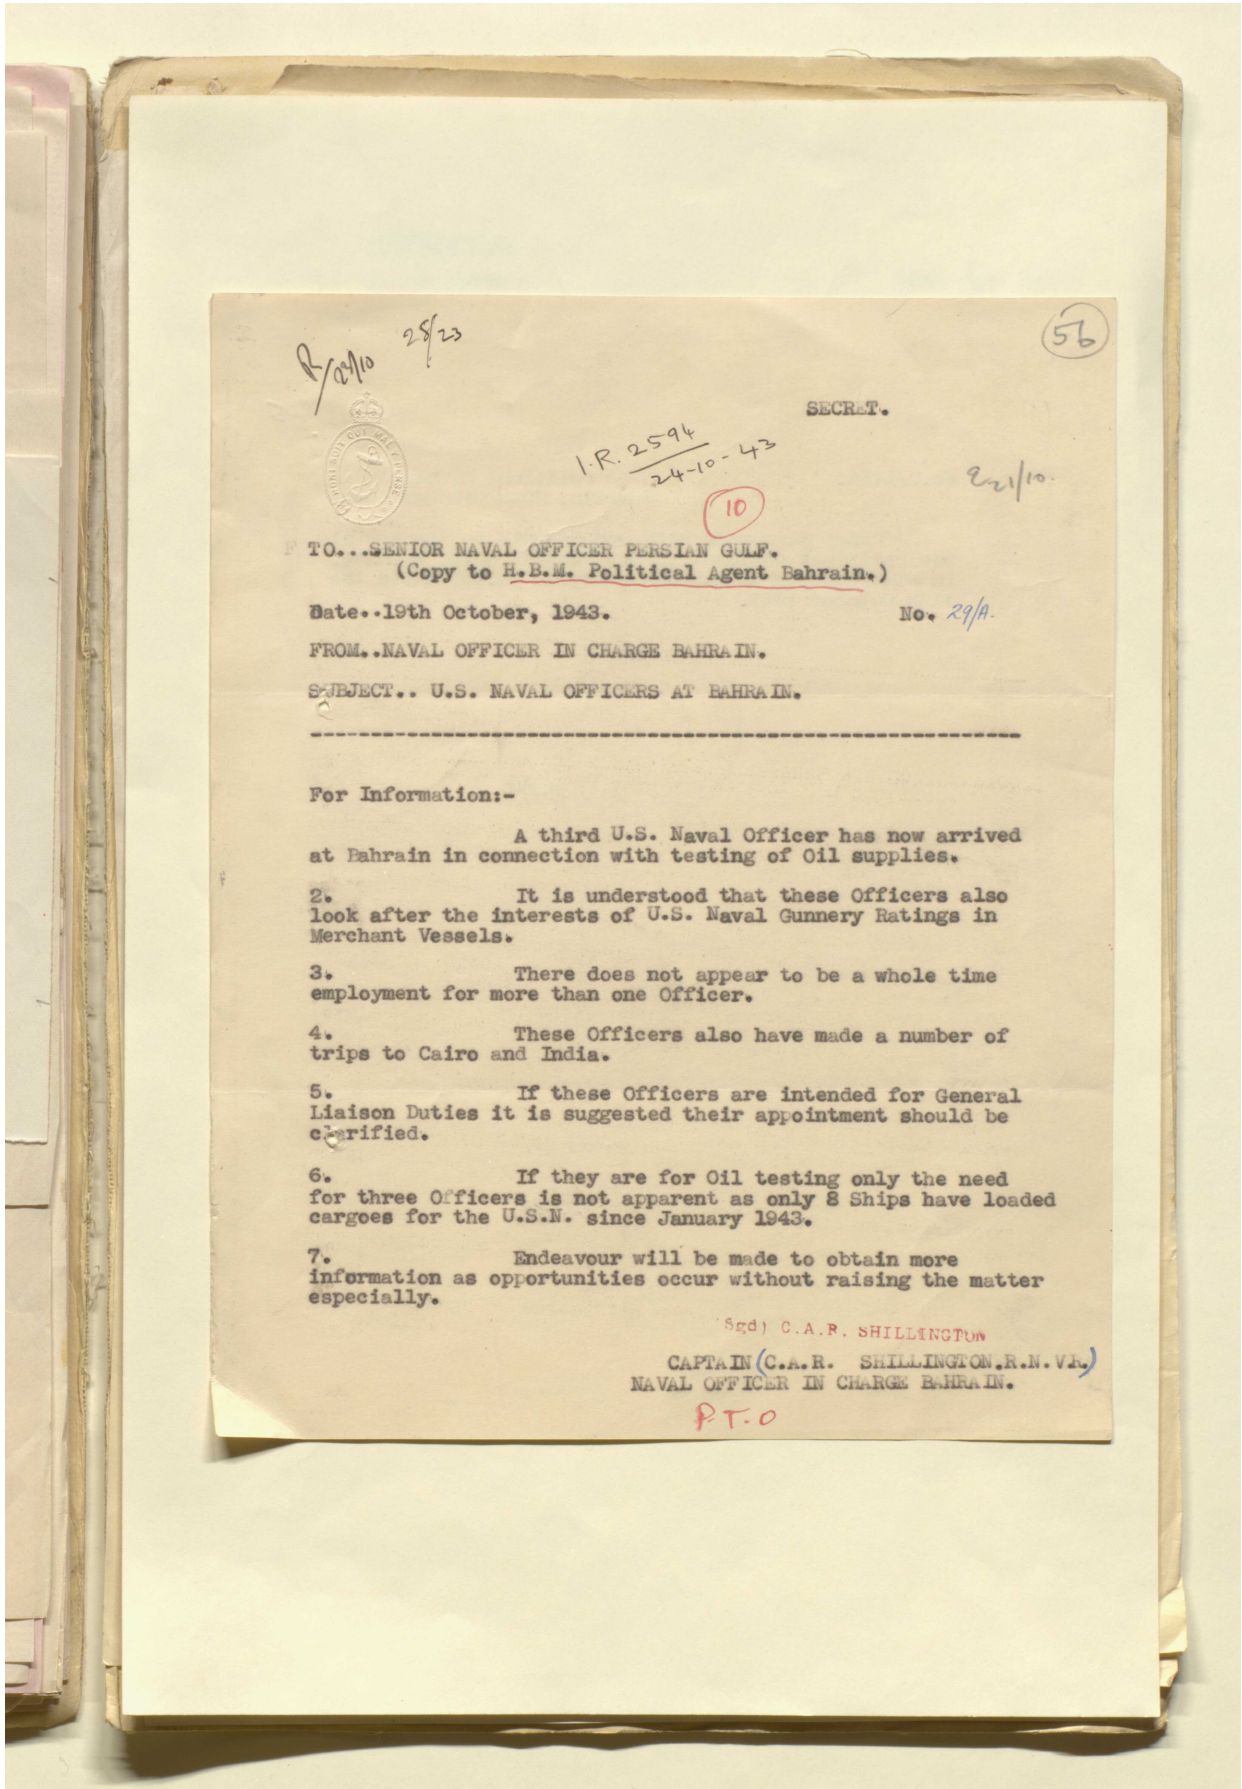 28/23
R/24/10
56
SECRET.
HONI SOIT QUI MAL Y PENSE
I.R. 2594
24-10-43
10
TO...SENIOR NAVAL OFFICER PERSIAN GULF.
(Copy to H.B.M. Political Agent Bahrain.)
Date..19th October, 1943. No. 29/A.
FROM..NAVAL OFFICER IN CHARGE BAHRAIN.
SUBJECT.. U.S. NAVAL OFFICERS AT BAHRAIN.
For Information:-
A third U.S. Naval Officer has now arrived
at Bahrain in connection with testing of Oil supplies.
2. It is understood that these Officers also
look after the interests of U.S. Naval Gunnery Ratings in
Merchant Vessels.
3. There does not appear to be a whole time
employment for more than one Officer.
4. These Officers also have made a number of
trips to Cairo and India.
5. If these Officers are intended for General
Liaison Duties it is suggested their appointment should be
clarified.
6. If they are for Oil testing only the need
for three Officers is not apparent as only 8 Ships have loaded
cargoes for the U.S.N. since January 1943.
7. Endeavour will be made to obtain more
information as opportunities occur without raising the matter
especially.
(Sgd) C.A.R. SHILLINGTON
CAPTAIN (C.A.R. SHILLINGTON.R.N.V.R.)
NAVAL OFFICER IN CHARGE BAHRAIN.
P.T.O